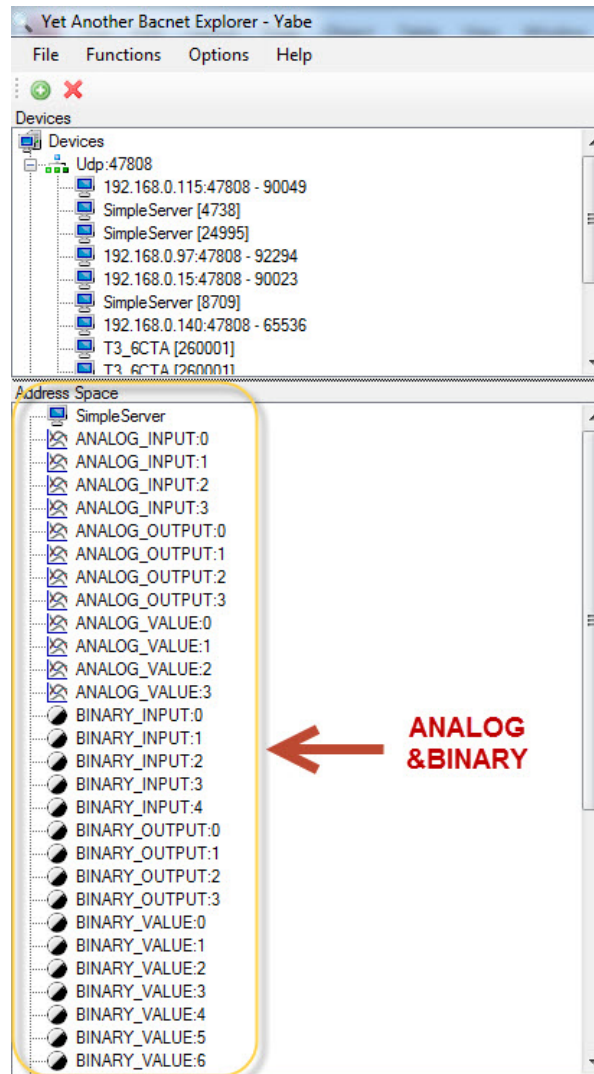 Yet Another Bacnet Explorer - Yabe
File Functions Options Help
Devices
Devices
Udp:47808
192.168.0.115:47808 - 90049
SimpleServer [4738]
SimpleServer [24995]
192.168.0.97:47808 - 92294
192.168.0.15:47808 - 90023
SimpleServer [8709]
192.168.0.140:47808 - 65536
T3_6CTA [260001]
T3_6CTA [260001]
Address Space
SimpleServer
ANALOG_INPUT:0
ANALOG_INPUT:1
ANALOG_INPUT:2
ANALOG_INPUT:3
ANALOG_OUTPUT:0
ANALOG_OUTPUT:1
ANALOG_OUTPUT:2
ANALOG_OUTPUT:3
ANALOG_VALUE:0
ANALOG_VALUE:1
ANALOG_VALUE:2
ANALOG_VALUE:3
BINARY_INPUT:0
BINARY_INPUT:1
BINARY_INPUT:2
BINARY_INPUT:3
BINARY_INPUT:4
BINARY_OUTPUT:0
BINARY_OUTPUT:1
BINARY_OUTPUT:2
BINARY_OUTPUT:3
BINARY_VALUE:0
BINARY_VALUE:1
BINARY_VALUE:2
BINARY_VALUE:3
BINARY_VALUE:4
BINARY_VALUE:5
BINARY_VALUE:6
ANALOG
&BINARY